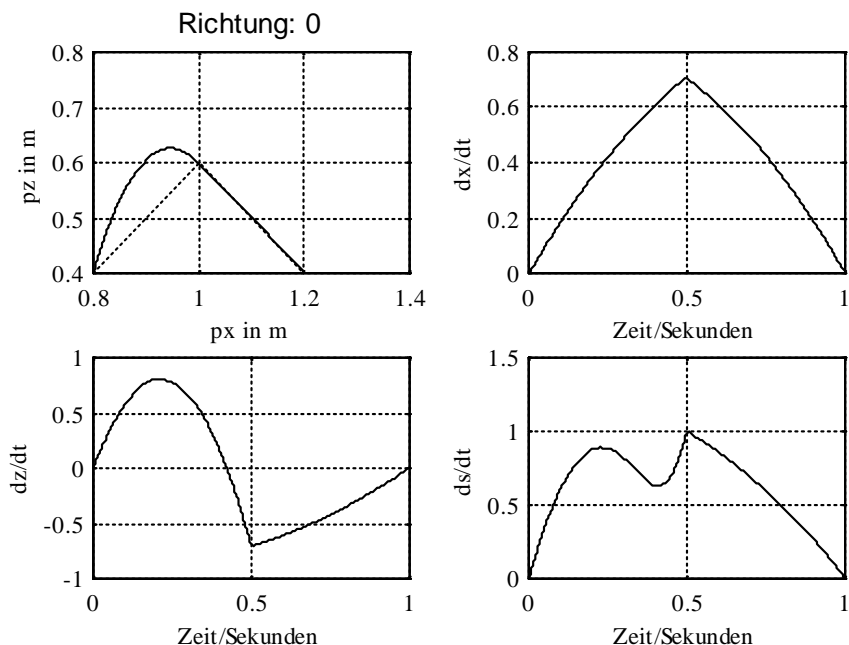 Richtung: 0
0.8
0.7
0.6
0.5
0.4
pz in m
0.8 1 1.2 1.4
px in m
0.8
0.6
0.4
0.2
0
dx/dt
0 0.5 1
Zeit/Sekunden
1
0.5
0
-0.5
-1
dz/dt
0 0.5 1
Zeit/Sekunden
1.5
1
0.5
0
ds/dt
0 0.5 1
Zeit/Sekunden